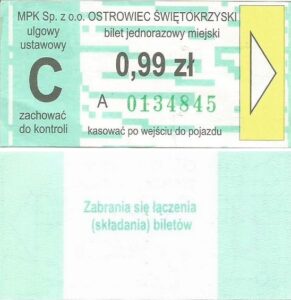 MPK Sp. z o.o. OSTROWIEC ŚWIĘTOKRZYSKI
ulgowy
ustawowy
bilet jednorazowy miejski
C
0,99 zł
A 0134845
zachować
do kontroli
kasować po wejściu do pojazdu
Zabrania się łączenia
(składania) biletów